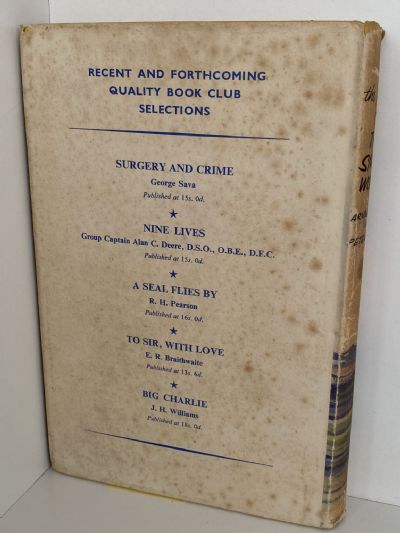 RECENT AND FORTHCOMING
QUALITY BOOK CLUB
SELECTIONS
SURGERY AND CRIME
George Sava
Published at 15s. 0d.
★
NINE LIVES
Group Captain Alan C. Deere, D.S.O., O.B.E., D.F.C.
Published at 15s. 0d.
★
A SEAL FLIES BY
R. H. Pearson
Published at 16s. 0d.
★
TO SIR, WITH LOVE
E. R. Braithwaite
Published at 13s. 6d.
★
BIG CHARLIE
J. H. Williams
Published at 18s. 0d.